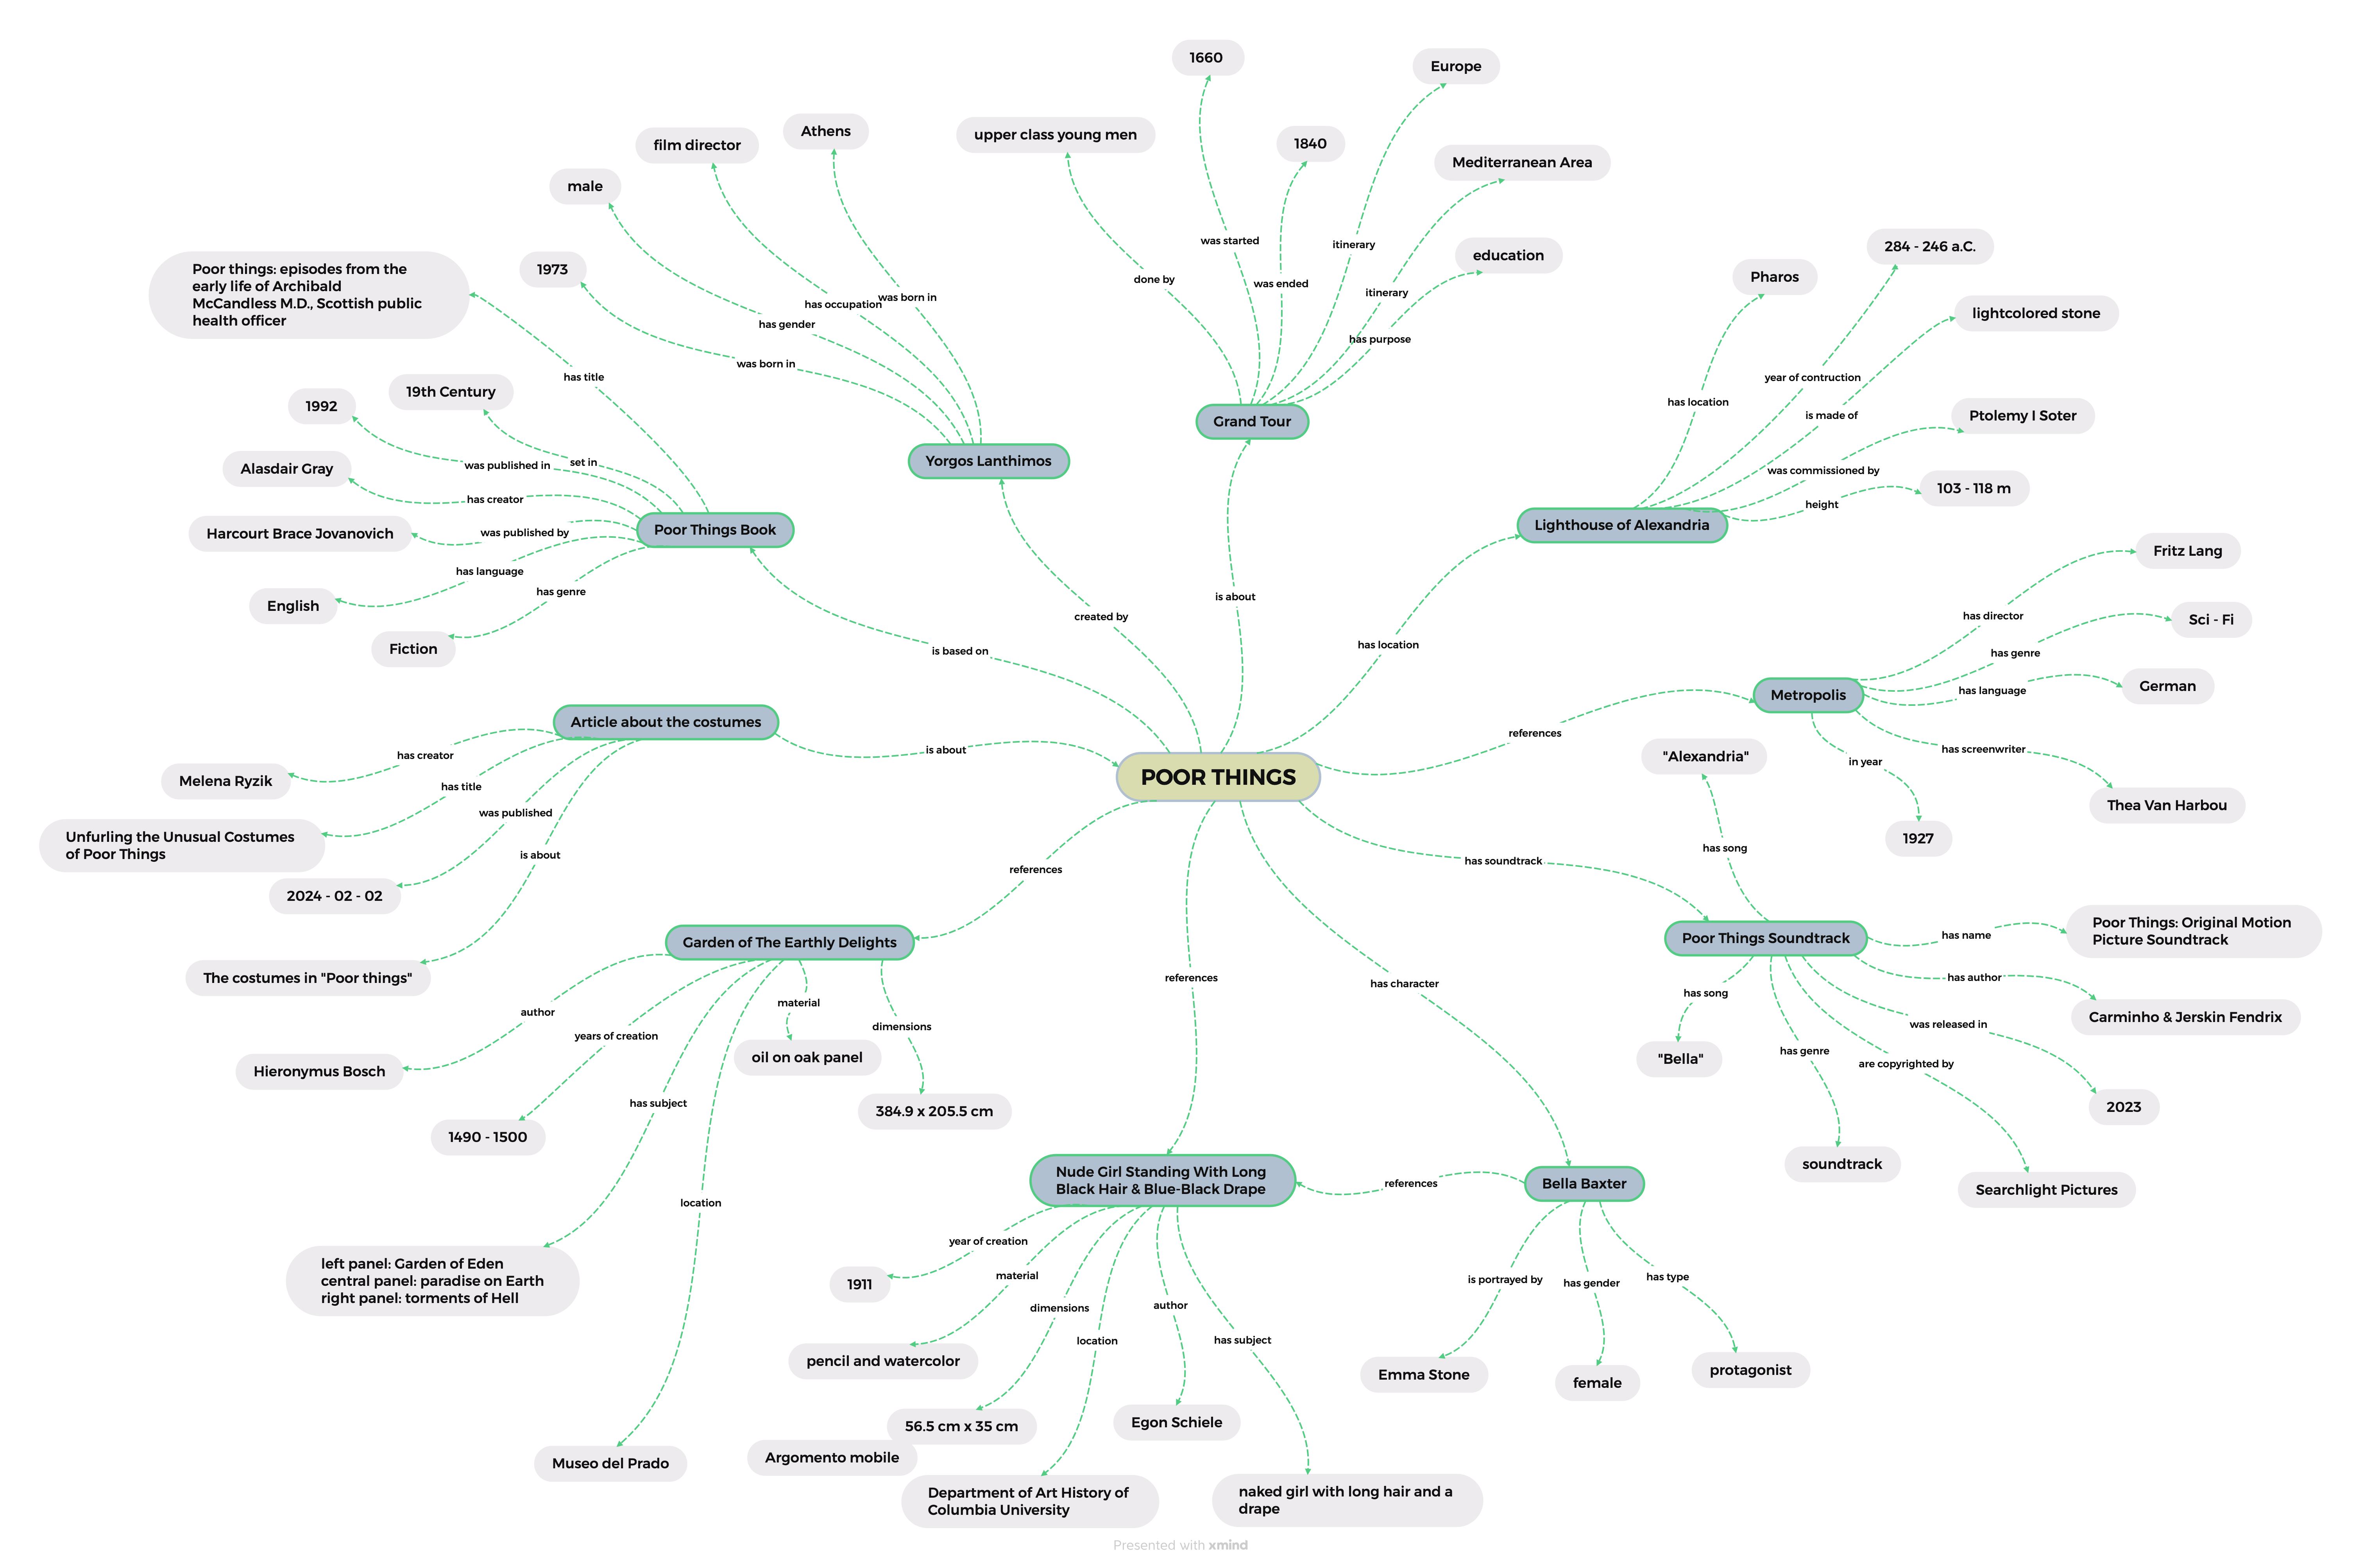 1660
Europe
Athens
upper class young men
film director
1840
Mediterranean Area
male
was started
itinerary
education
284 - 246 a.C.
1973
Pharos
Poor things: episodes from the
early life of Archibald
McCandless M.D., Scottish public
health officer
done by
was ended
itinerary
has occupation
was born in
lightcolored stone
has gender
has purpose
was born in
has title
year of contruction
19th Century
1992
has location
is made of
Ptolemy I Soter
Grand Tour
Yorgos Lanthimos
Alasdair Gray
was published in
set in
was commissioned by
103 - 118 m
has creator
height
Harcourt Brace Jovanovich
was published by
Poor Things Book
Lighthouse of Alexandria
Fritz Lang
has language
English
has genre
is about
created by
has director
Sci - Fi
Fiction
is based on
has location
has genre
German
Metropolis
has language
Article about the costumes
references
is about
has creator
"Alexandria"
has screenwriter
in year
POOR THINGS
Melena Ryzik
has title
Thea Van Harbou
was published
Unfurling the Unusual Costumes
of Poor Things
1927
is about
has song
has soundtrack
references
2024 - 02 - 02
Poor Things: Original Motion
Picture Soundtrack
Garden of The Earthly Delights
Poor Things Soundtrack
has name
The costumes in "Poor things"
references
has character
has author
has song
material
author
dimensions
Carminho & Jerskin Fendrix
years of creation
was released in
oil on oak panel
"Bella"
has genre
are copyrighted by
Hieronymus Bosch
has subject
384.9 x 205.5 cm
2023
1490 - 1500
soundtrack
Nude Girl Standing With Long
Black Hair & Blue-Black Drape
references
Bella Baxter
Searchlight Pictures
location
year of creation
left panel: Garden of Eden
central panel: paradise on Earth
right panel: torments of Hell
1911
material
is portrayed by
has gender
has type
dimensions
author
location
has subject
pencil and watercolor
Emma Stone
female
protagonist
56.5 cm x 35 cm
Egon Schiele
Argomento mobile
Museo del Prado
Department of Art History of
Columbia University
naked girl with long hair and a
drape
Presented with xmind